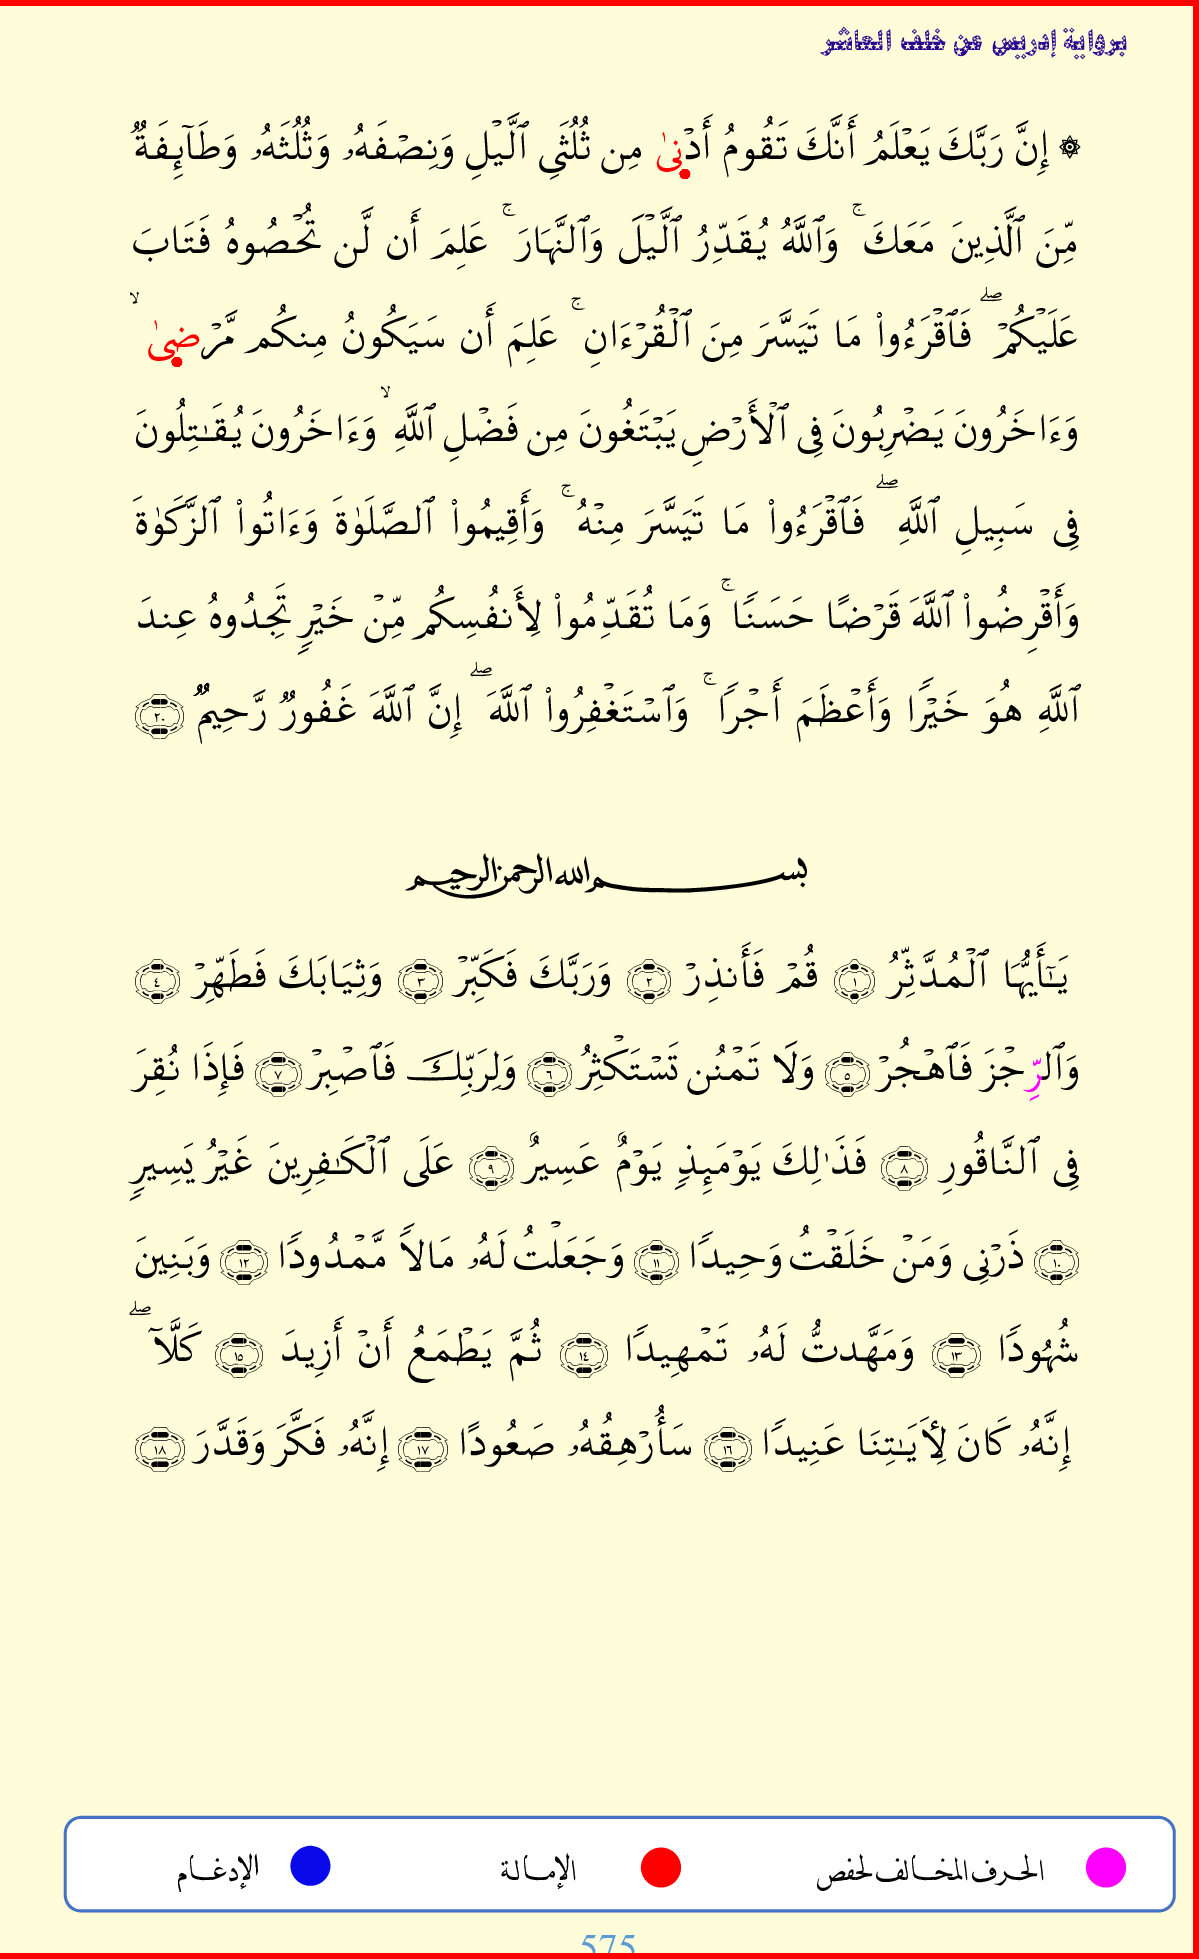 برواية إدريس عن خلف العاشر
۞ إِنَّ رَبَّكَ يَعْلَمُ أَنَّكَ تَقُومُ أَدْنىٰ مِن ثُلُثَىِ ٱلَّيْلِ وَنِصْفَهُۥ وَثُلُثَهُۥ وَطَآئِفَةٌ
مِّنَ ٱلَّذِينَ مَعَكَ ۚ وَٱللَّهُ يُقَدِّرُ ٱلَّيْلَ وَٱلنَّهَارَ ۚ عَلِمَ أَن لَّن تُحْصُوهُ فَتَابَ
عَلَيْكُمْ ۖ فَٱقْرَءُوا۟ مَا تَيَسَّرَ مِنَ ٱلْقُرْءَانِ ۚ عَلِمَ أَن سَيَكُونُ مِنكُم مَّرْضىٰ ۙ
وَءَاخَرُونَ يَضْرِبُونَ فِى ٱلْأَرْضِ يَبْتَغُونَ مِن فَضْلِ ٱللَّهِ ۙ وَءَاخَرُونَ يُقَـٰتِلُونَ
فِى سَبِيلِ ٱللَّهِ ۖ فَٱقْرَءُوا۟ مَا تَيَسَّرَ مِنْهُ ۚ وَأَقِيمُوا۟ ٱلصَّلَوٰةَ وَءَاتُوا۟ ٱلزَّكَوٰةَ
وَأَقْرِضُوا۟ ٱللَّهَ قَرْضًا حَسَنًا ۚ وَمَا تُقَدِّمُوا۟ لِأَنفُسِكُم مِّنْ خَيْرٍ تَجِدُوهُ عِندَ
ٱللَّهِ هُوَ خَيْرًا وَأَعْظَمَ أَجْرًا ۚ وَٱسْتَغْفِرُوا۟ ٱللَّهَ ۖ إِنَّ ٱللَّهَ غَفُورٌ رَّحِيمٌ ٢٠
بسم الله الرحمن الرحيم
يَـٰٓأَيُّهَا ٱلْمُدَّثِّرُ ١ قُمْ فَأَنذِرْ ٢ وَرَبَّكَ فَكَبِّرْ ٣ وَثِيَابَكَ فَطَهِّرْ ٤
وَٱلرِّجْزَ فَٱهْجُرْ ٥ وَلَا تَمْنُن تَسْتَكْثِرُ ٦ وَلِرَبِّكَ فَٱصْبِرْ ٧ فَإِذَا نُقِرَ
فِى ٱلنَّاقُورِ ٨ فَذَٰلِكَ يَوْمَئِذٍ يَوْمٌ عَسِيرٌ ٩ عَلَى ٱلْكَـٰفِرِينَ غَيْرُ يَسِيرٍ
١٠ ذَرْنِى وَمَنْ خَلَقْتُ وَحِيدًا ١١ وَجَعَلْتُ لَهُۥ مَالًا مَّمْدُودًا ١٢ وَبَنِينَ
شُهُودًا ١٣ وَمَهَّدتُّ لَهُۥ تَمْهِيدًا ١٤ ثُمَّ يَطْمَعُ أَنْ أَزِيدَ ١٥ كَلَّآ ۖ
إِنَّهُۥ كَانَ لِأَيَـٰتِنَا عَنِيدًا ١٦ سَأُرْهِقُهُۥ صَعُودًا ١٧ إِنَّهُۥ فَكَّرَ وَقَدَّرَ ١٨
الحرف المخالف لحفص الإمالة الإدغام
575